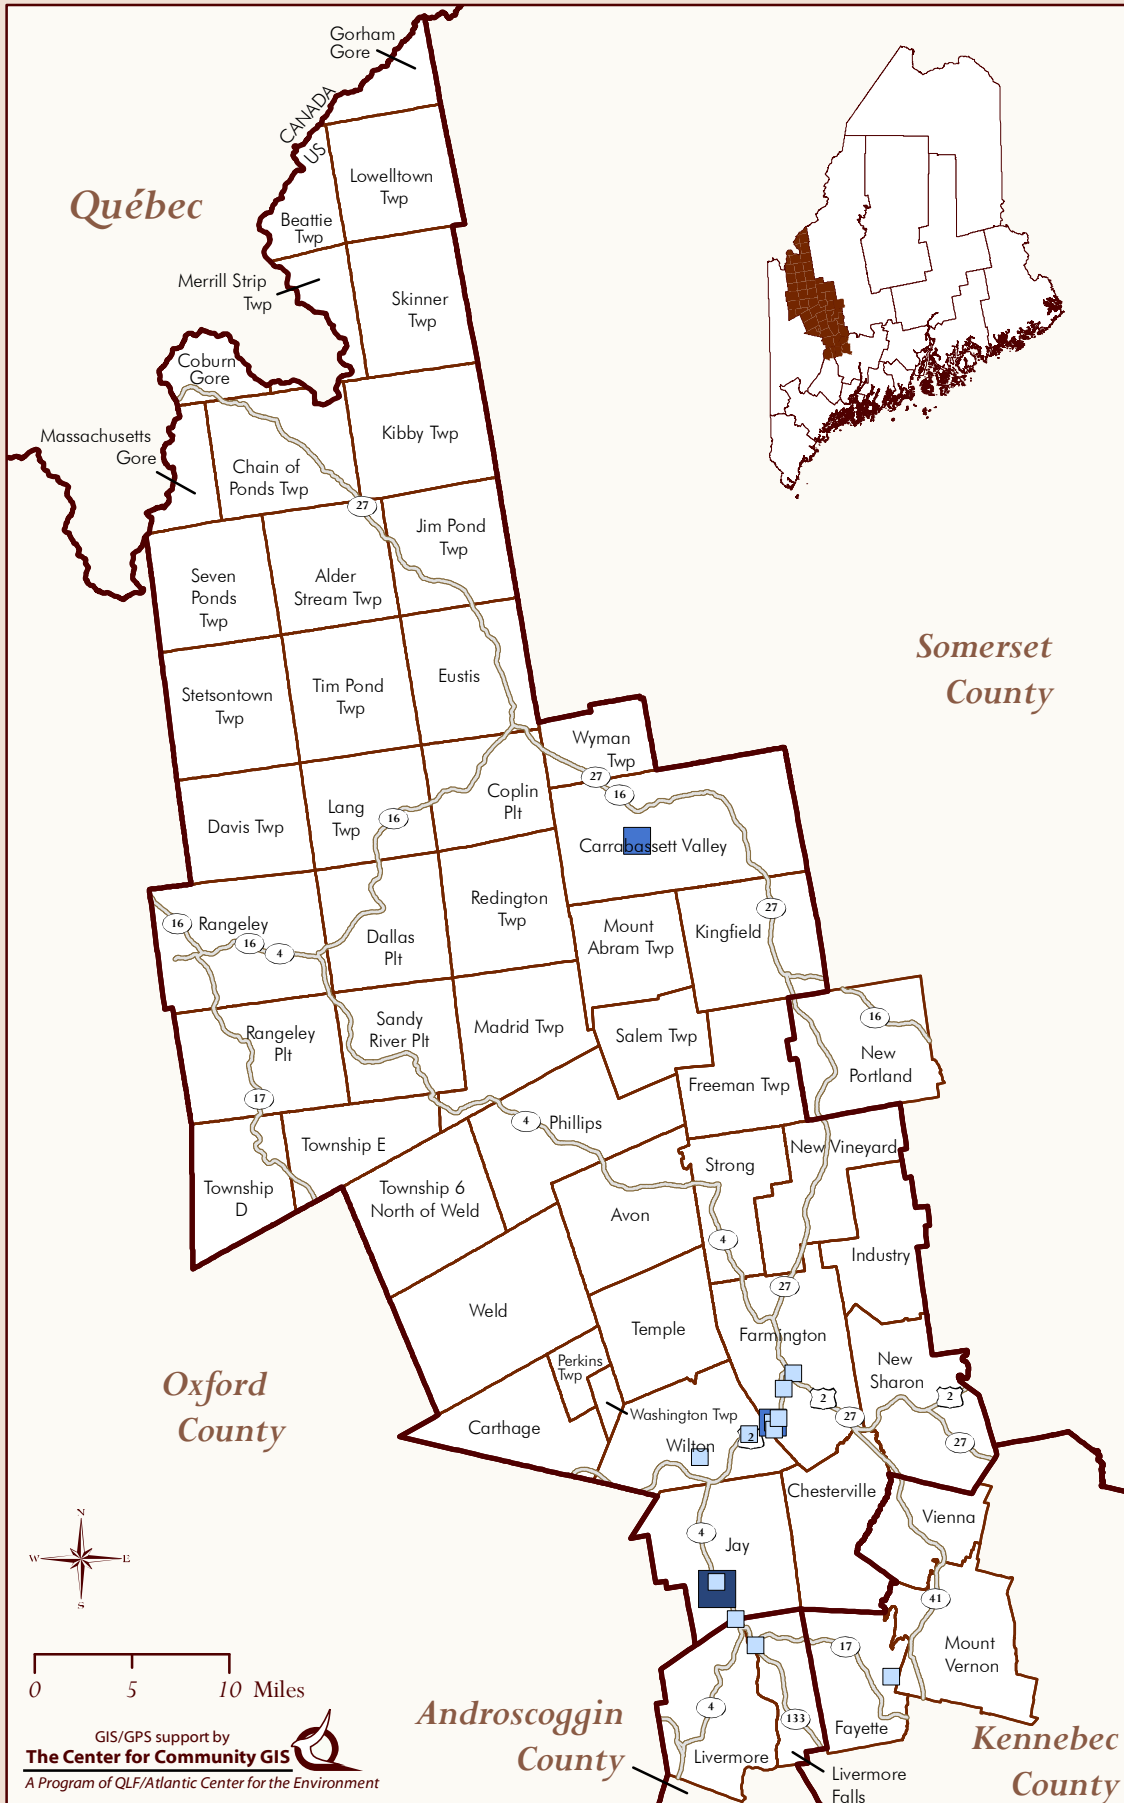 Gorham
Gore
CANADA
US
Québec
Lowelltown
Twp
Beattie
Twp
Merrill Strip
Twp
Skinner
Twp
Coburn
Gore
Massachusetts
Gore
Kibby Twp
Chain of
Ponds Twp
27
Jim Pond
Twp
Seven
Ponds
Twp
Alder
Stream Twp
Somerset
County
Stetsontown
Twp
Tim Pond
Twp
Eustis
Wyman
Twp
27
16
Coplin
Plt
Lang
Twp
16
Davis Twp
Carrabassett Valley
Redington
Twp
27
16
Rangeley
16
4
Dallas
Plt
Mount
Abram Twp
Kingfield
Rangeley
Plt
Sandy
River Plt
Madrid Twp
Salem Twp
16
New
Portland
17
Freeman Twp
4
Phillips
Township E
Township
D
Township 6
North of Weld
Strong
New Vineyard
Avon
4
Industry
27
Weld
Temple
Farmington
Perkins
Twp
New
Sharon
Oxford
County
2
27
2
27
Washington Twp
Carthage
2
Wilton
Chesterville
Vienna
4
Jay
N
W
E
S
41
17
Mount
Vernon
0
5
10 Miles
4
133
Fayette
Androscoggin
County
Livermore
Livermore
Falls
Kennebec
County
GIS/GPS support by
The Center for Community GIS
A Program of QLF/Atlantic Center for the Environment